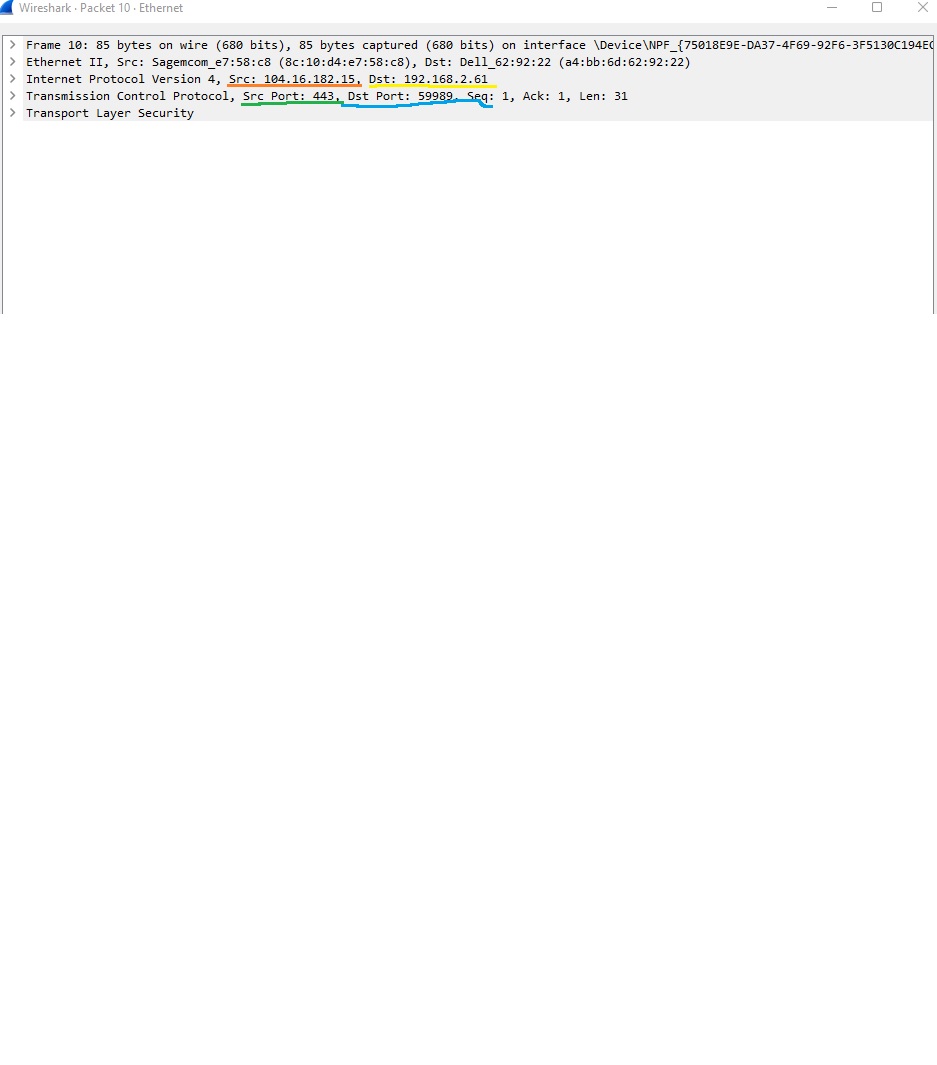 Wireshark · Packet 10 · Ethernet
Frame 10: 85 bytes on wire (680 bits), 85 bytes captured (680 bits) on interface \Device\NPF_{75018E9E-DA37-4F69-92F6-3F5130C194EC
Ethernet II, Src: Sagemcom_e7:58:c8 (8c:10:d4:e7:58:c8), Dst: Dell_62:92:22 (a4:bb:6d:62:92:22)
Internet Protocol Version 4, Src: 104.16.182.15, Dst: 192.168.2.61
Transmission Control Protocol, Src Port: 443, Dst Port: 59989, Seq: 1, Ack: 1, Len: 31
Transport Layer Security